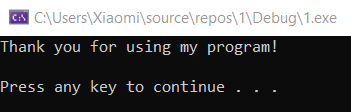 C:\Users\Xiaomi\source\repos\1\Debug\1.exe
Thank you for using my program!
Press any key to continue . . .